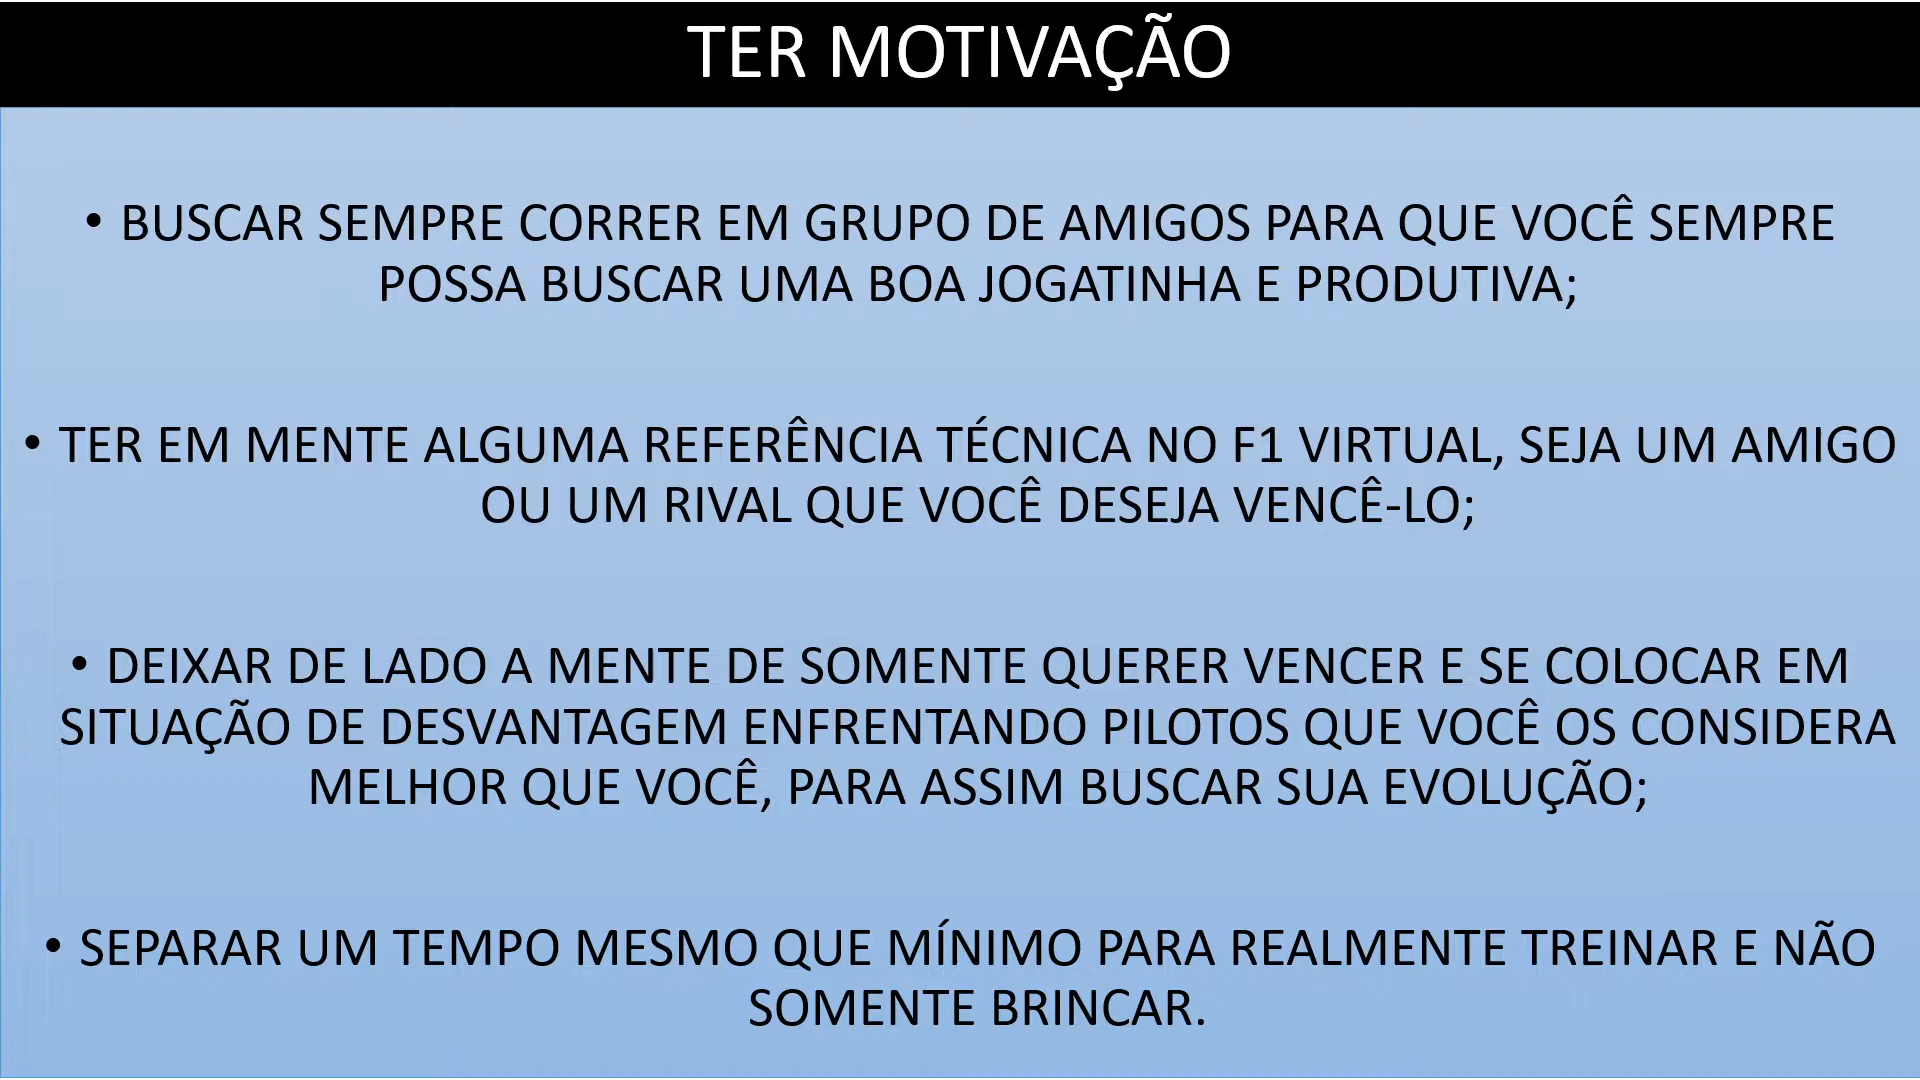 TER MOTIVAÇÃO
• BUSCAR SEMPRE CORRER EM GRUPO DE AMIGOS PARA QUE VOCÊ SEMPRE
POSSA BUSCAR UMA BOA JOGATINHA E PRODUTIVA;
• TER EM MENTE ALGUMA REFERÊNCIA TÉCNICA NO F1 VIRTUAL, SEJA UM AMIGO
OU UM RIVAL QUE VOCÊ DESEJA VENCÊ-LO;
• DEIXAR DE LADO A MENTE DE SOMENTE QUERER VENCER E SE COLOCAR EM
SITUAÇÃO DE DESVANTAGEM ENFRENTANDO PILOTOS QUE VOCÊ OS CONSIDERA
MELHOR QUE VOCÊ, PARA ASSIM BUSCAR SUA EVOLUÇÃO;
• SEPARAR UM TEMPO MESMO QUE MÍNIMO PARA REALMENTE TREINAR E NÃO
SOMENTE BRINCAR.